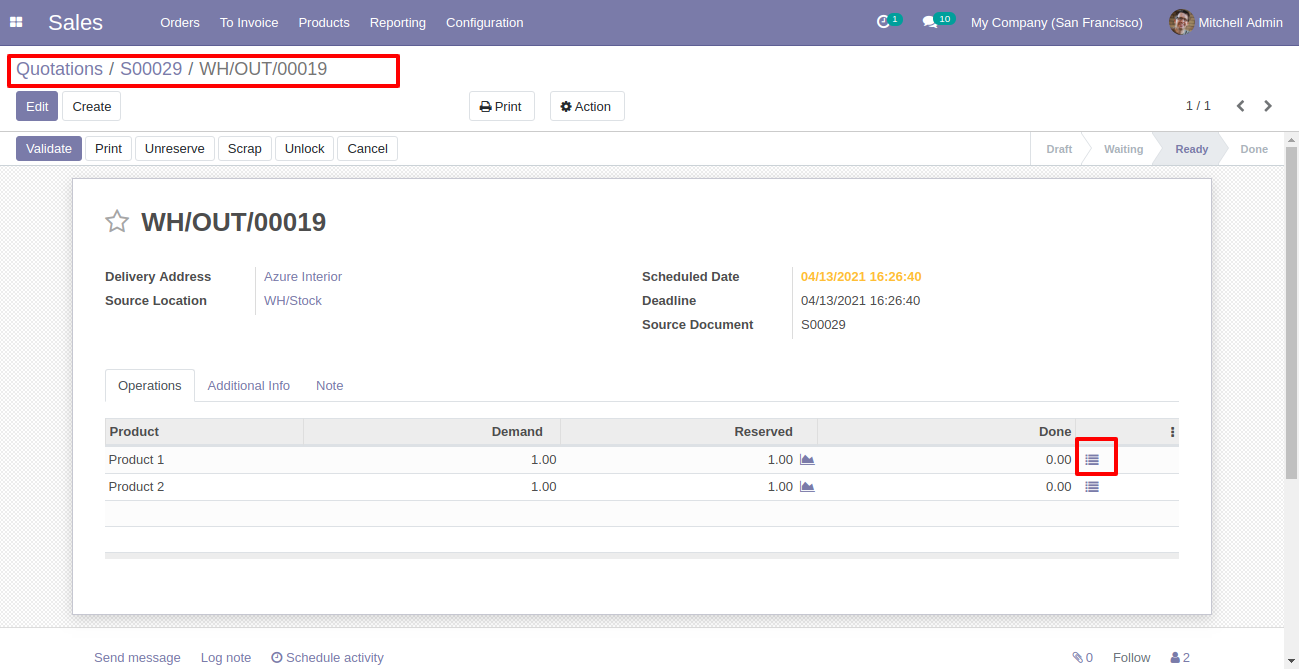 Sales Orders To Invoice Products Reporting Configuration 1 10 My Company (San Francisco) Mitchell Admin
Quotations / S00029 / WH/OUT/00019
Edit Create Print Action 1 / 1
Validate Print Unreserve Scrap Unlock Cancel Draft Waiting Ready Done
WH/OUT/00019
Delivery Address Azure Interior Scheduled Date 04/13/2021 16:26:40
Source Location WH/Stock Deadline 04/13/2021 16:26:40
Source Document S00029
Operations Additional Info Note
Product Demand Reserved Done
Product 1 1.00 1.00 0.00
Product 2 1.00 1.00 0.00
Send message Log note Schedule activity 0 Follow 2